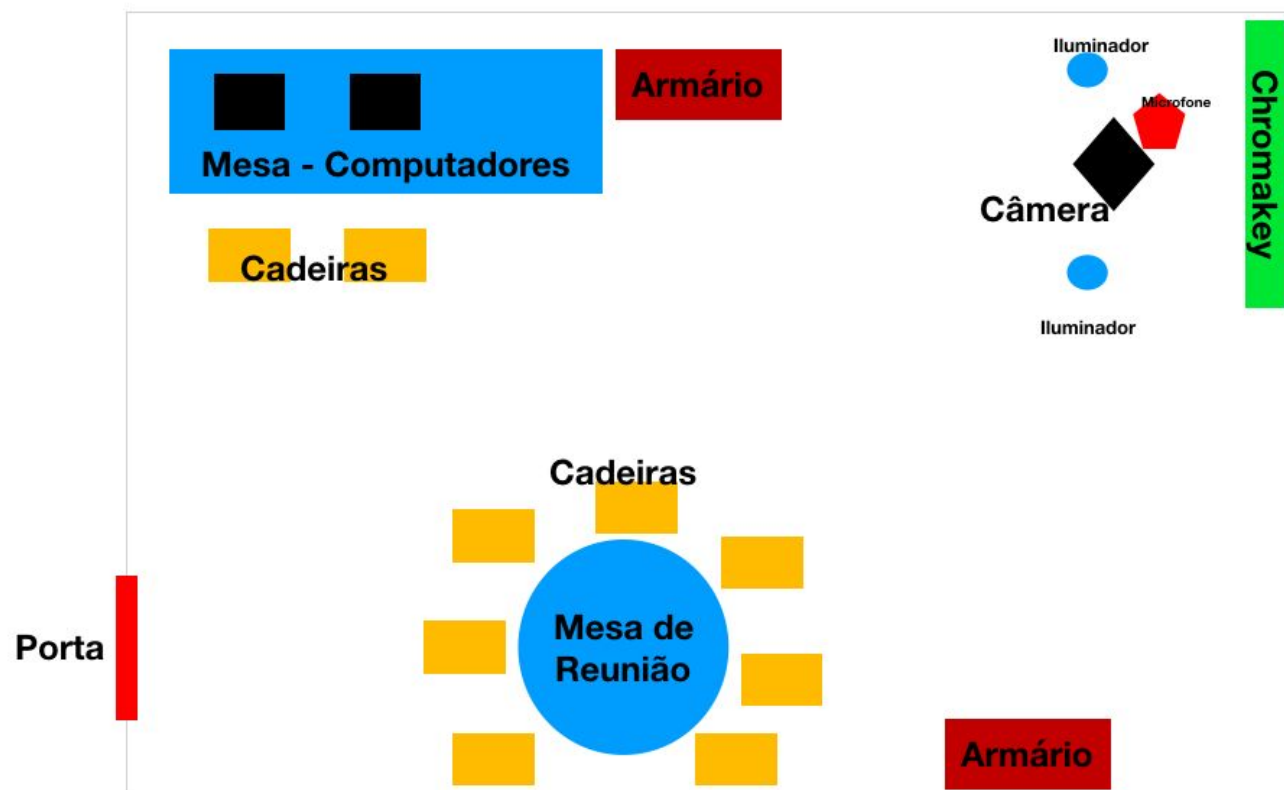 Iluminador
Armário
Microfone
Chromakey
Mesa - Computadores
Câmera
Cadeiras
Iluminador
Cadeiras
Mesa de
Reunião
Porta
Armário